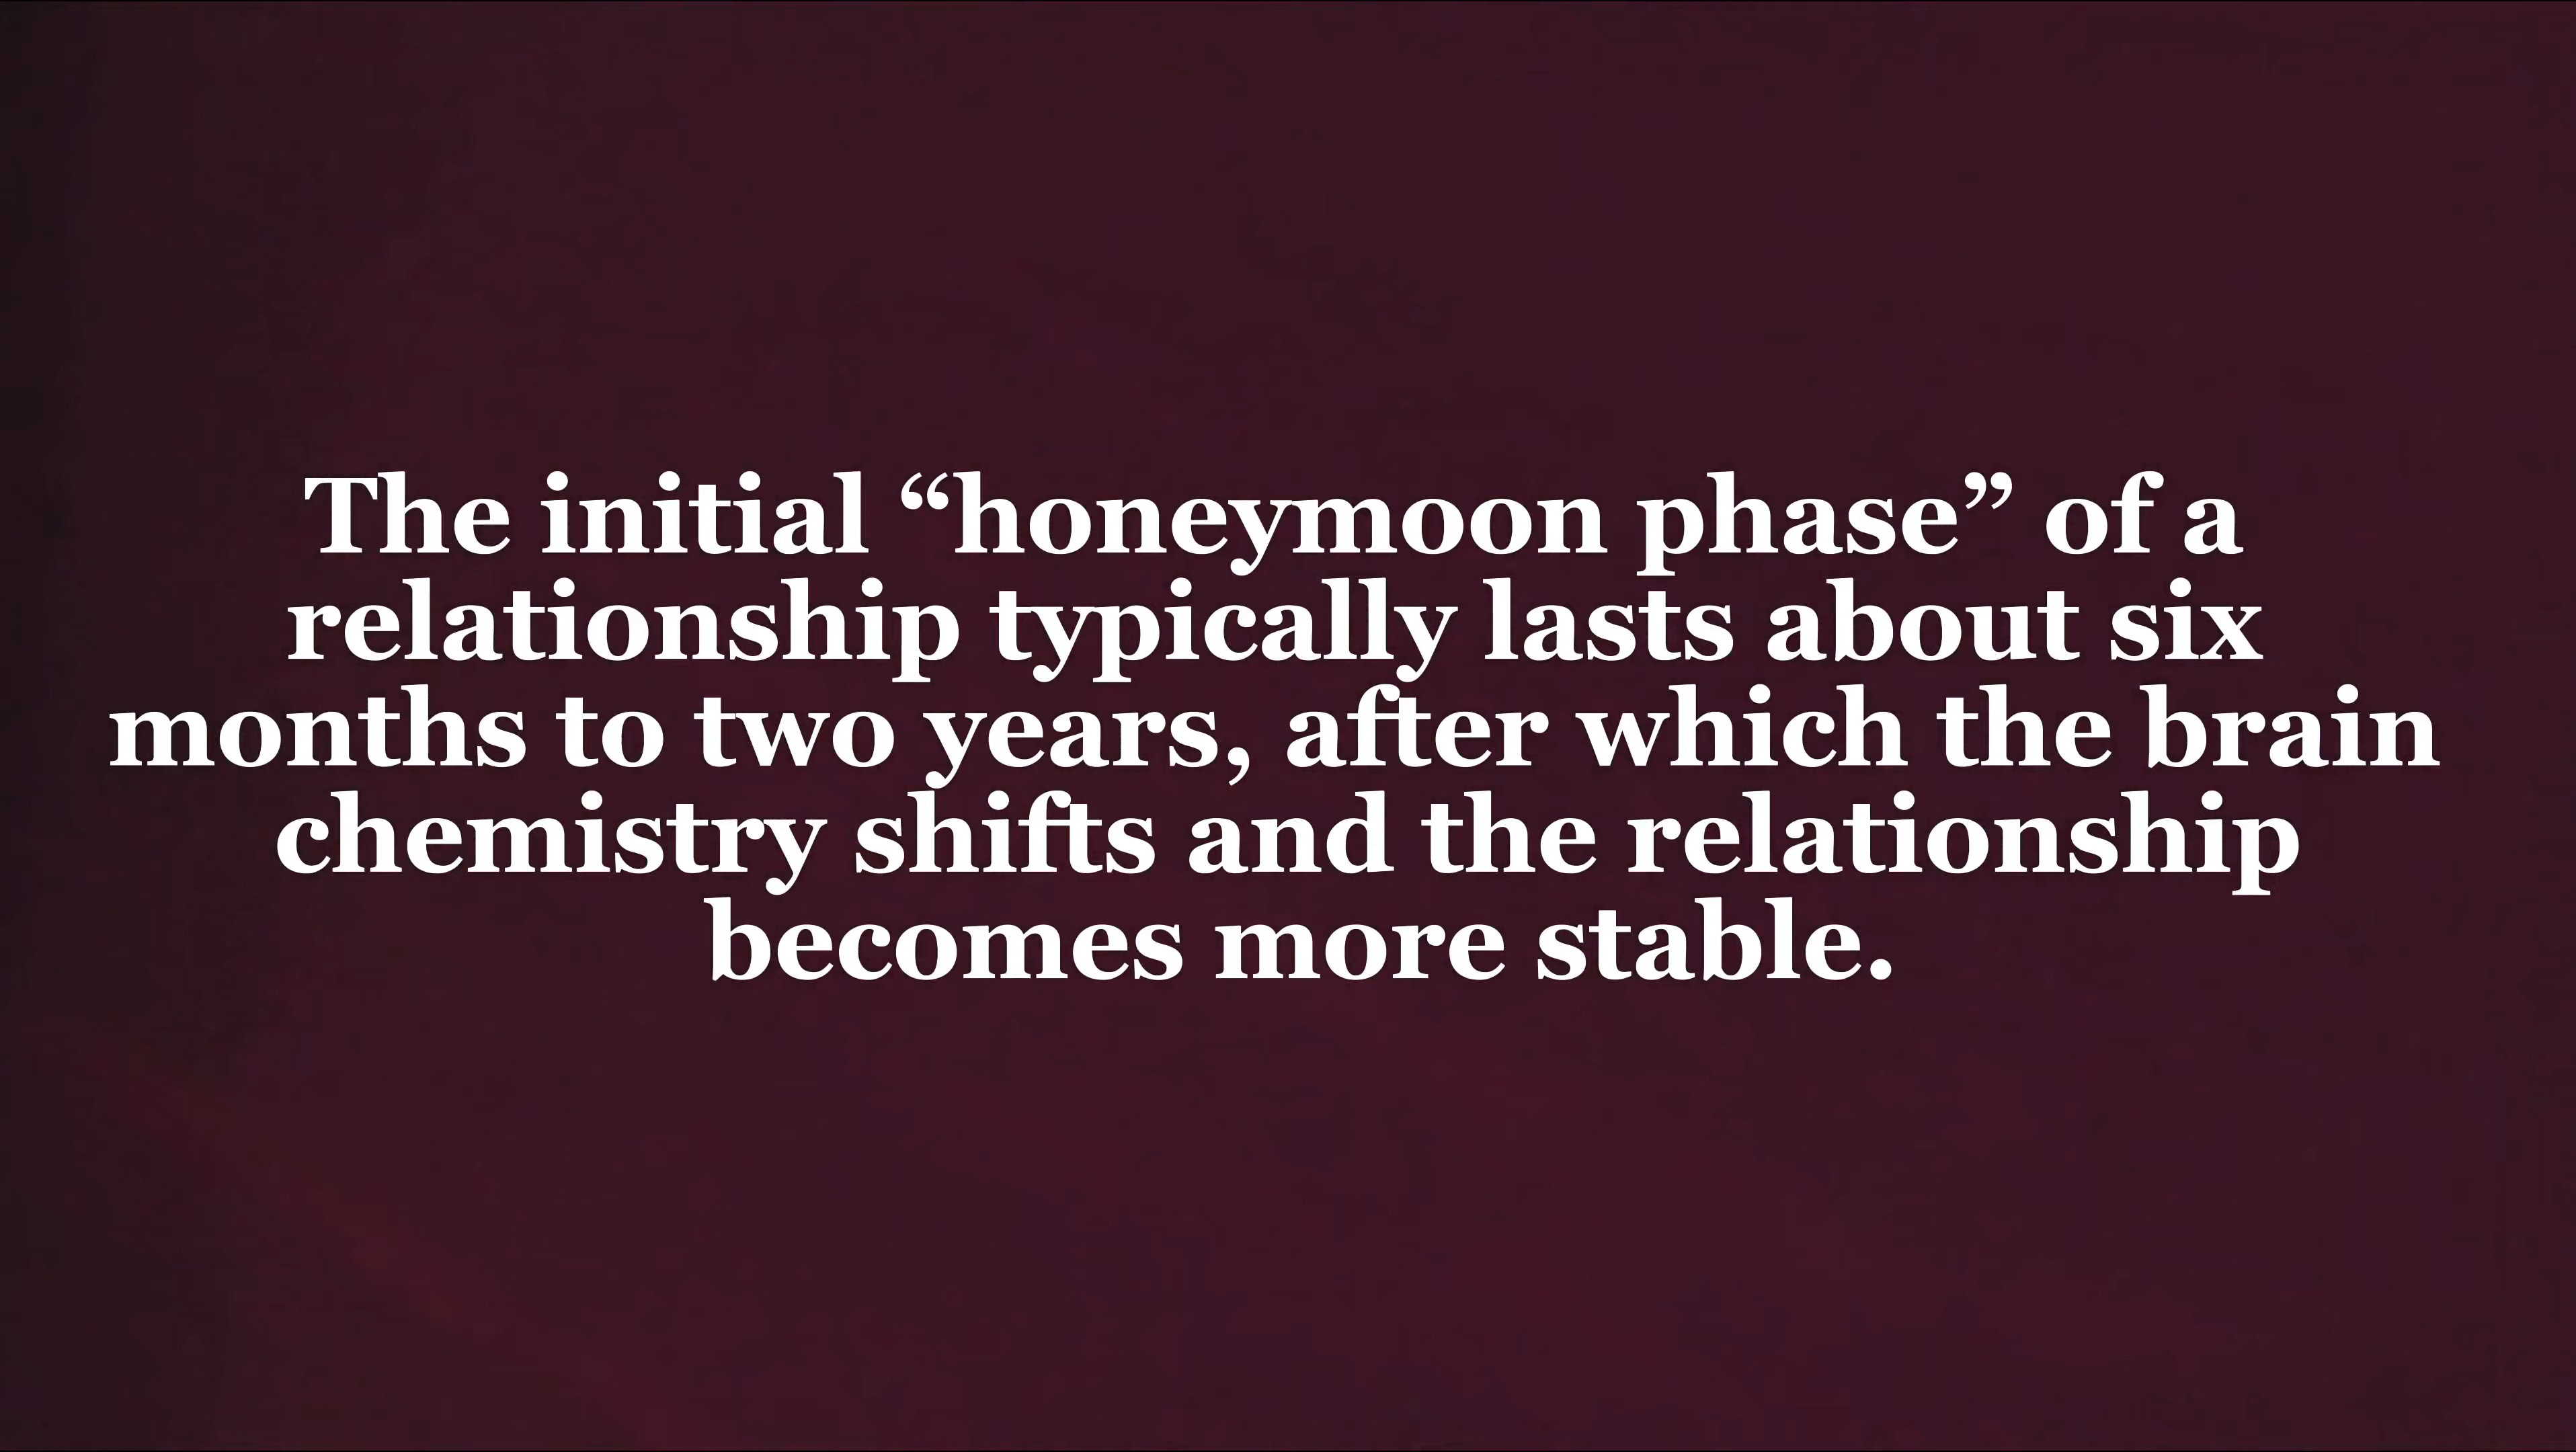 The initial “honeymoon phase” of a
relationship typically lasts about six
months to two years, after which the brain
chemistry shifts and the relationship
becomes more stable.